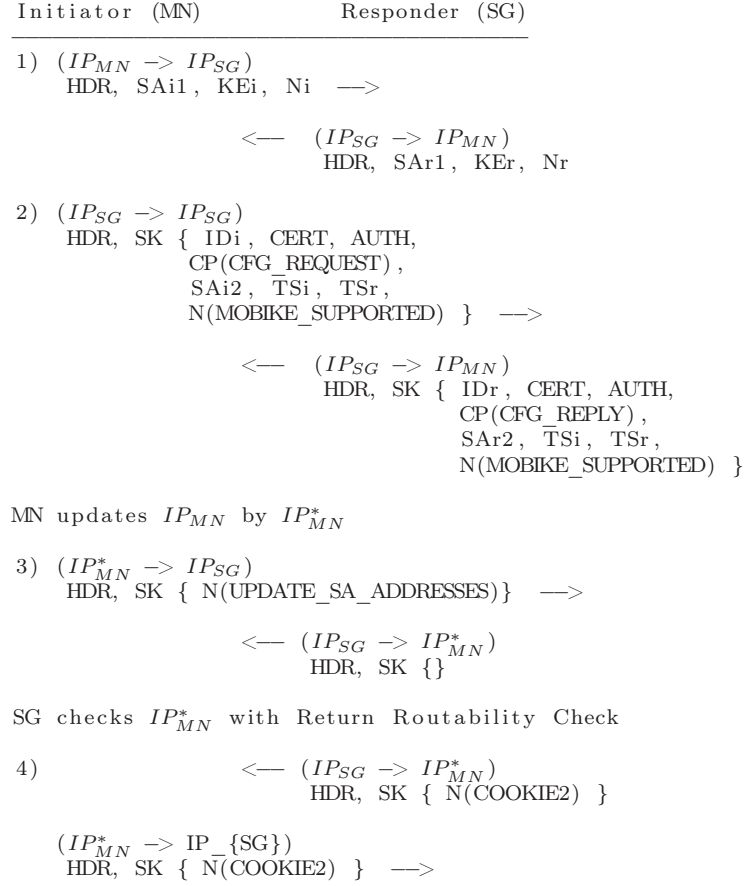 Initiator (MN) Responder (SG)
1) (IP_MN −> IP_SG)
HDR, SAi1, KEi, Ni −−>
<−− (IP_SG −> IP_MN)
HDR, SAr1, KEr, Nr
2) (IP_SG −> IP_SG)
HDR, SK { IDi, CERT, AUTH,
CP(CFG_REQUEST),
SAi2, TSi, TSr,
N(MOBIKE_SUPPORTED) } −−>
<−− (IP_SG −> IP_MN)
HDR, SK { IDr, CERT, AUTH,
CP(CFG_REPLY),
SAr2, TSi, TSr,
N(MOBIKE_SUPPORTED) }
MN updates IP_MN by IP*_MN
3) (IP*_MN −> IP_SG)
HDR, SK { N(UPDATE_SA_ADDRESSES)} −−>
<−− (IP_SG −> IP*_MN)
HDR, SK {}
SG checks IP*_MN with Return Routability Check
4) <−− (IP_SG −> IP*_MN)
HDR, SK { N(COOKIE2) }
(IP*_MN −> IP_{SG})
HDR, SK { N(COOKIE2) } −−>